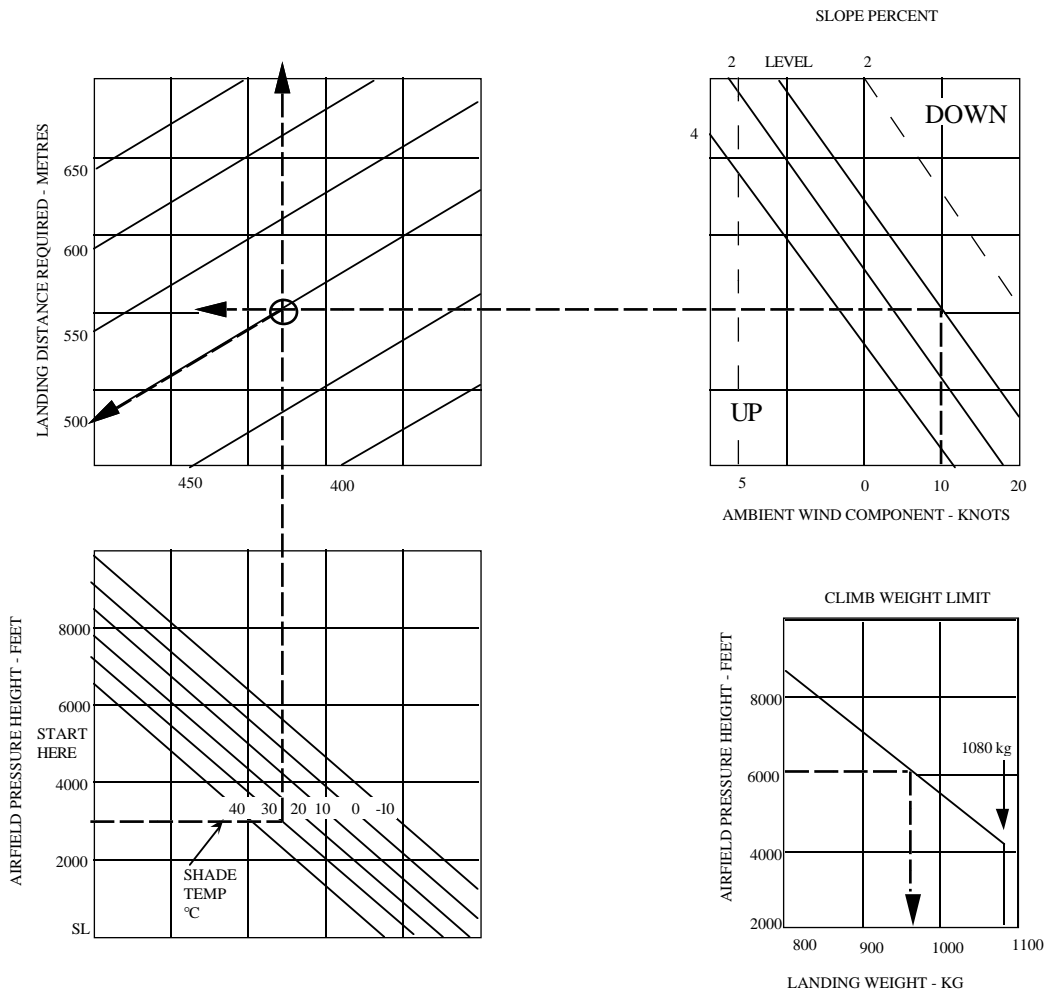 SLOPE PERCENT
2 LEVEL 2
DOWN
4
UP
5 0 10 20
AMBIENT WIND COMPONENT - KNOTS
LANDING DISTANCE REQUIRED - METRES
650
600
550
500
450 400
AIRFIELD PRESSURE HEIGHT - FEET
8000
6000
START
HERE
4000
40 30 20 10 0 -10
2000
SHADE
TEMP
°C
SL
CLIMB WEIGHT LIMIT
AIRFIELD PRESSURE HEIGHT - FEET
8000
1080 kg
6000
4000
2000
800 900 1000 1100
LANDING WEIGHT - KG